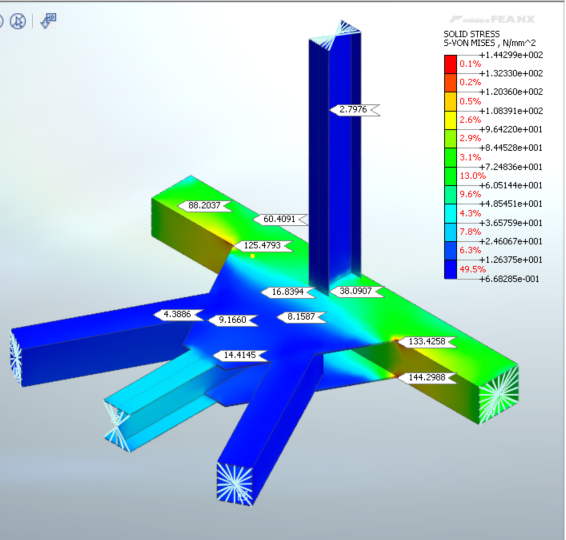 midas FEA NX
SOLID STRESS
S-VON MISES , N/mm^2
+1.44299e+002
0.1%
+1.32330e+002
0.2%
+1.20360e+002
0.5%
+1.08391e+002
2.6%
+9.64220e+001
2.9%
+8.44528e+001
3.1%
+7.24836e+001
13.0%
+6.05144e+001
9.6%
+4.85451e+001
4.3%
+3.65759e+001
7.8%
+2.46067e+001
6.3%
+1.26375e+001
49.5%
+6.68285e-001
2.7976
88.2037
60.4091
125.4793
16.8394
38.0907
4.3886
9.1660
8.1587
133.4258
14.4145
144.2988